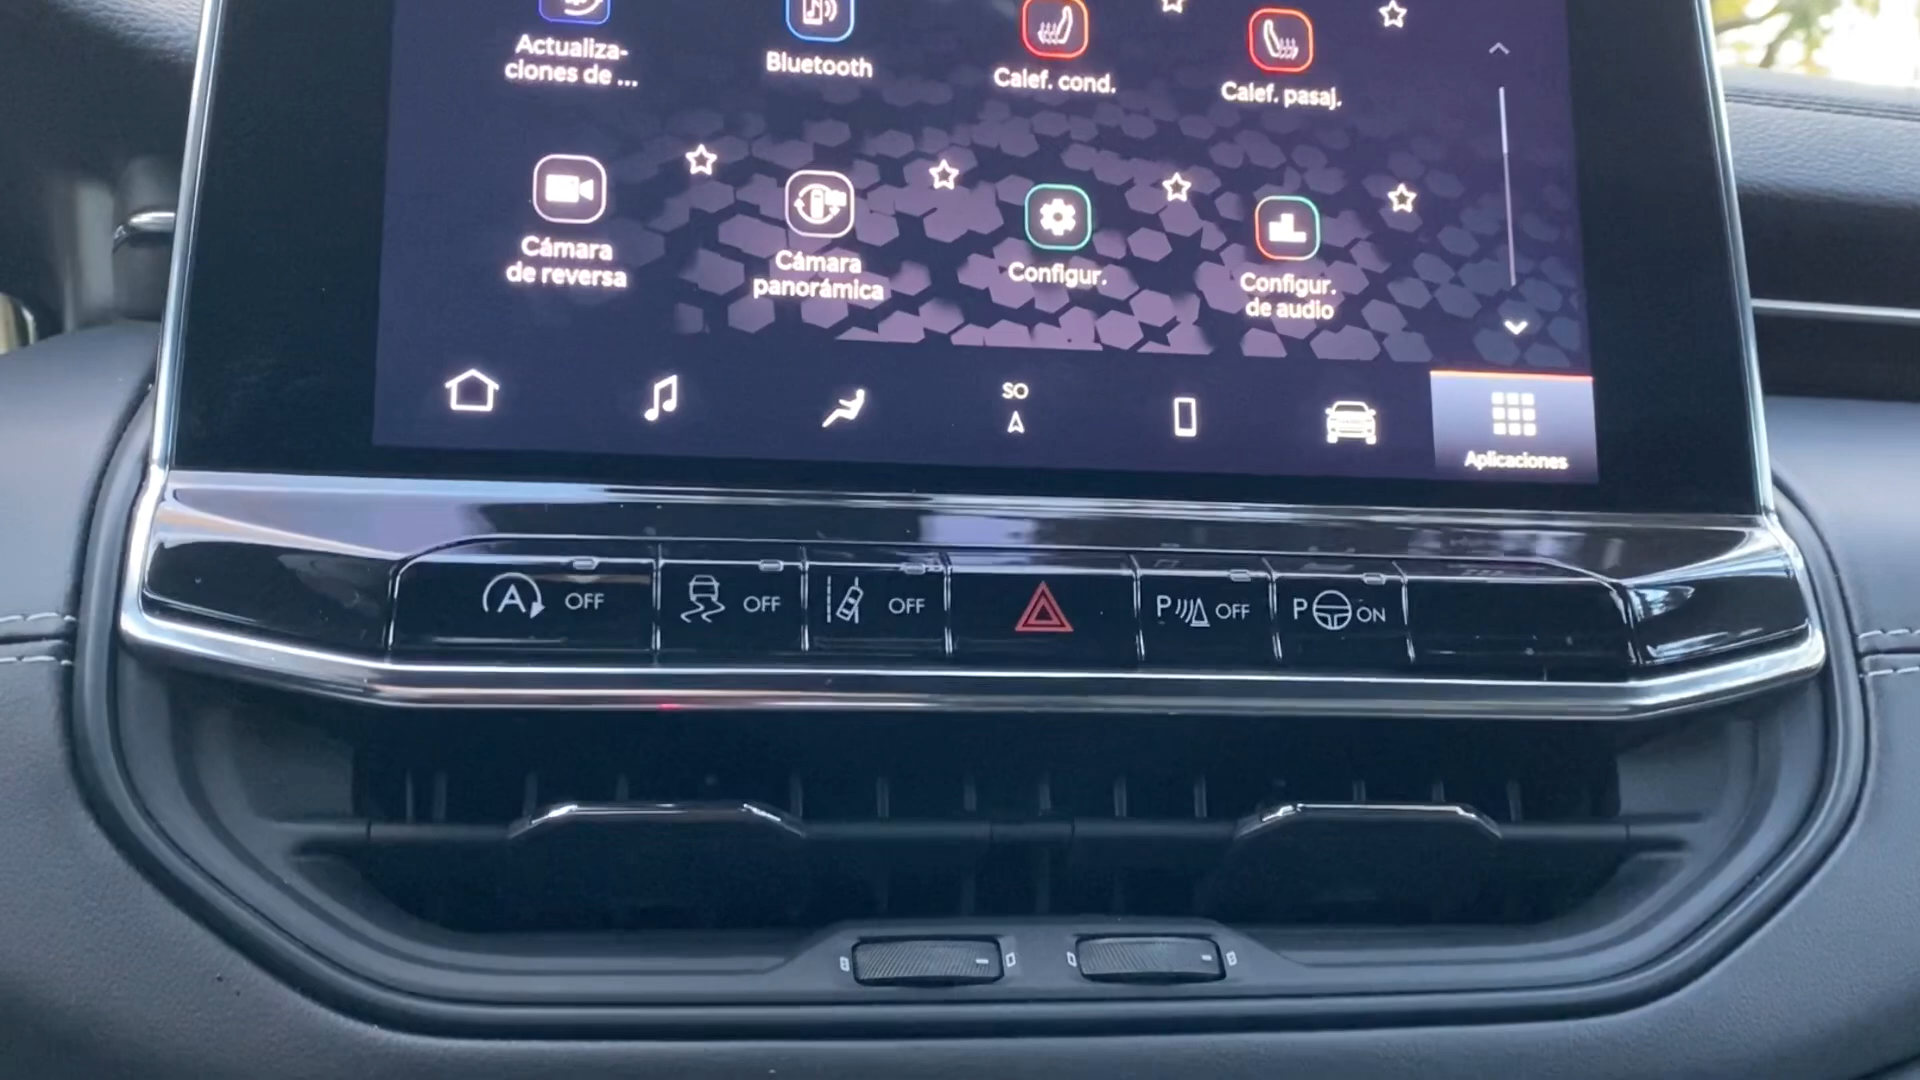 Actualiza-
ciones de ...
Bluetooth
Calef. cond.
Calef. pasaj.
Cámara
de reversa
Cámara
panorámica
Configur.
Configur.
de audio
SO
Aplicaciones
A OFF
OFF
OFF
P OFF
P ON